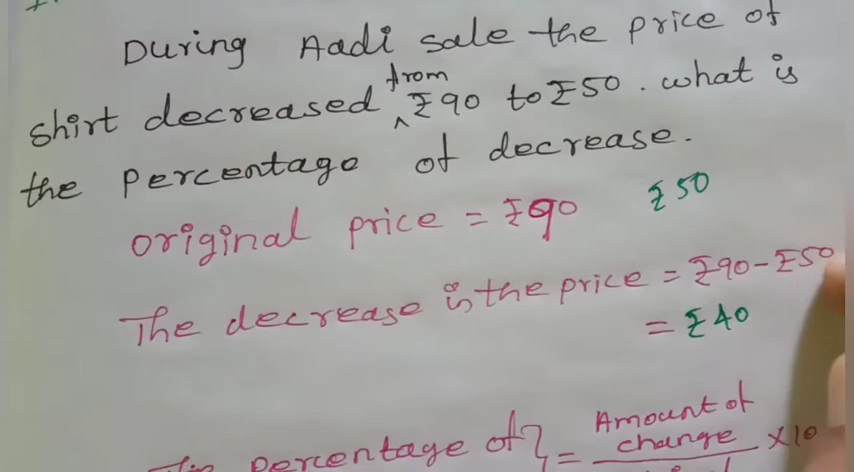 During Aadi sale the price of
shirt decreased from ₹90 to ₹50. what is
the percentage of decrease.
original price = ₹90 ₹50
The decrease in the price = ₹90 - ₹50
= ₹40
percentage of } = Amount of
change × 10